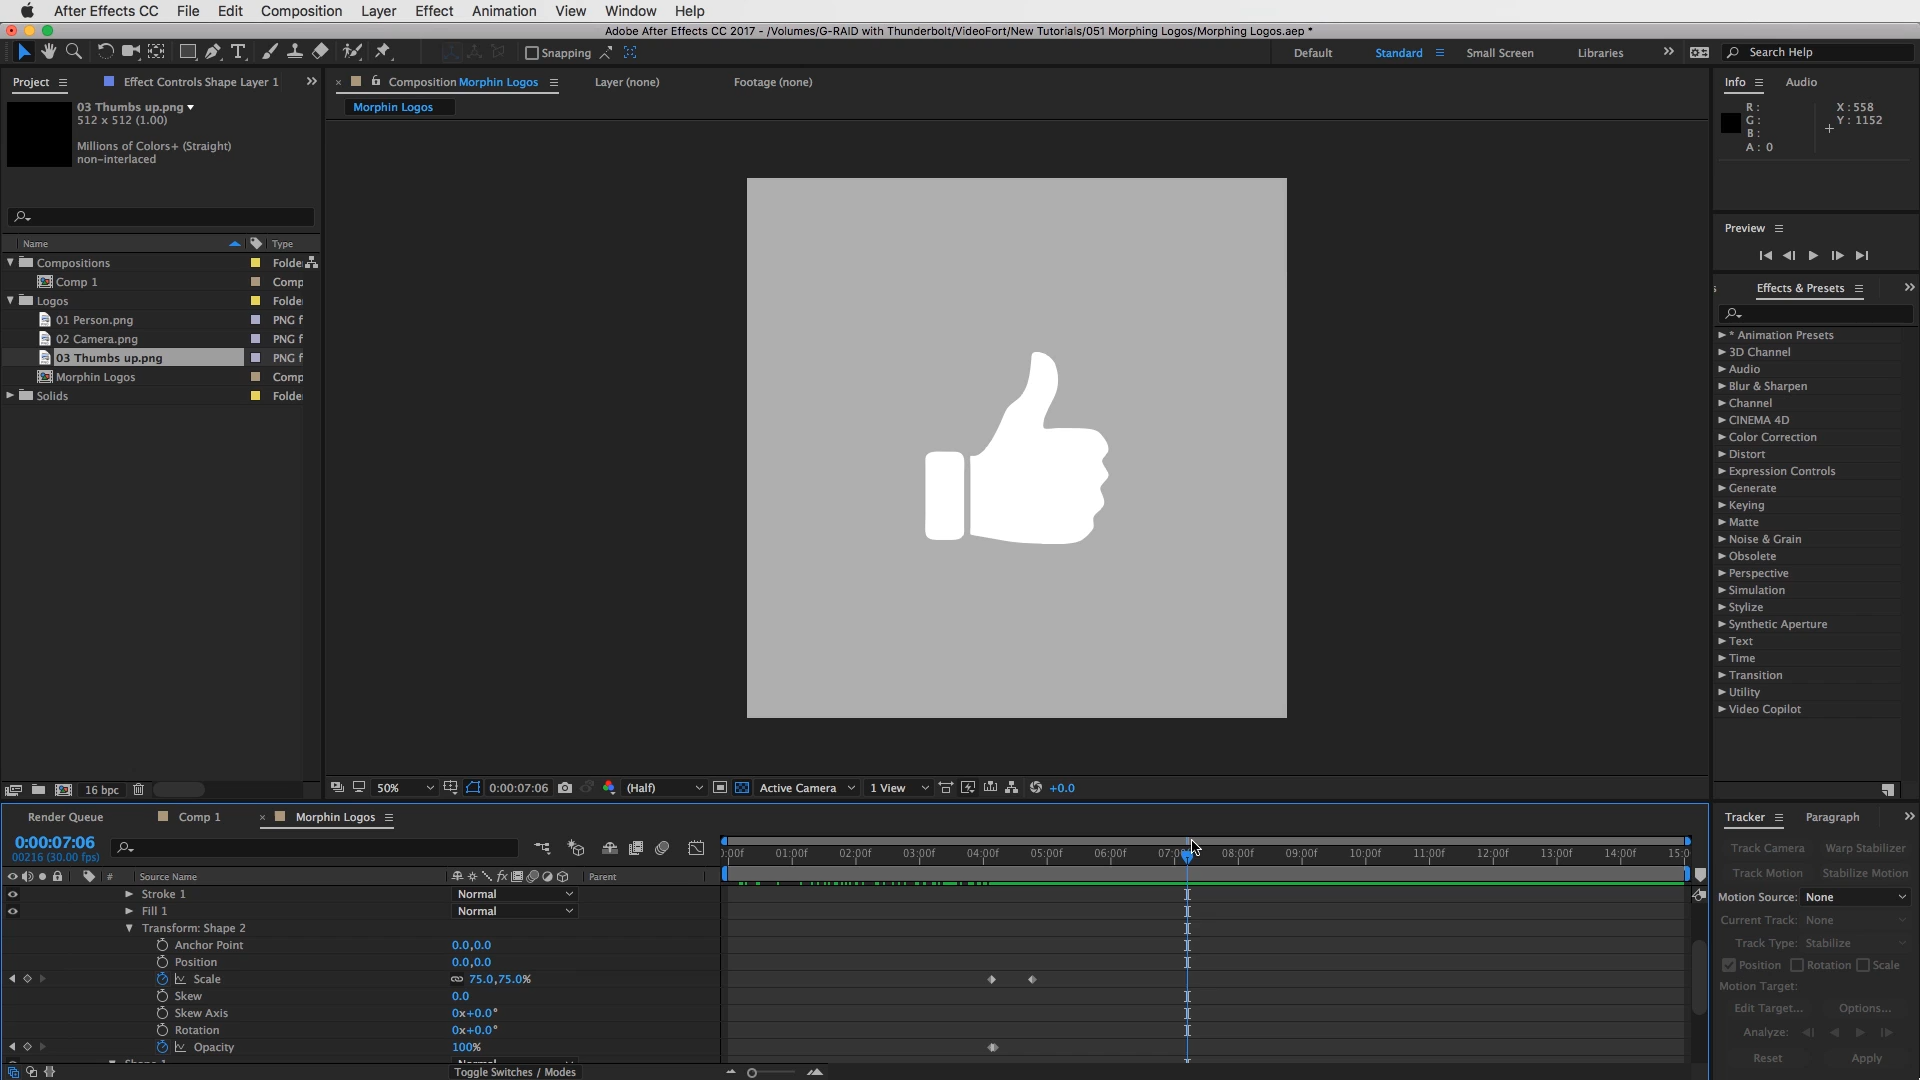 After Effects CC File Edit Composition Layer Effect Animation View Window Help
Adobe After Effects CC 2017 - /Volumes/G-RAID with Thunderbolt/VideoFort/New Tutorials/051 Morphing Logos/Morphing Logos.aep *
Snapping Default Standard Small Screen Libraries Search Help
Project Effect Controls Shape Layer 1 Composition Morphin Logos Layer (none) Footage (none) Info Audio
Morphin Logos
03 Thumbs up.png
512 x 512 (1.00)
Millions of Colors+ (Straight)
non-interlaced
R: X: 558
G: Y: 1152
B:
A: 0
Preview
Name Type
Compositions Folde
Comp 1 Comp
Logos Folde
01 Person.png PNG f
02 Camera.png PNG f
03 Thumbs up.png PNG f
Morphin Logos Comp
Solids Folde
Effects & Presets
* Animation Presets
3D Channel
Audio
Blur & Sharpen
Channel
CINEMA 4D
Color Correction
Distort
Expression Controls
Generate
Keying
Matte
Noise & Grain
Obsolete
Perspective
Simulation
Stylize
Synthetic Aperture
Text
Time
Transition
Utility
Video Copilot
16 bpc 50% 0:00:07:06 (Half) Active Camera 1 View +0.0
Render Queue Comp 1 Morphin Logos
0:00:07:06
00216 (30.00 fps)
:00f 01:00f 02:00f 03:00f 04:00f 05:00f 06:00f 07:0 08:00f 09:00f 10:00f 11:00f 12:00f 13:00f 14:00f 15:0
# Source Name Parent
Stroke 1 Normal
Fill 1 Normal
Transform: Shape 2
Anchor Point 0.0,0.0
Position 0.0,0.0
Scale 75.0,75.0%
Skew 0.0
Skew Axis 0x+0.0°
Rotation 0x+0.0°
Opacity 100%
Toggle Switches / Modes
Tracker Paragraph
Track Camera Warp Stabilizer
Track Motion Stabilize Motion
Motion Source: None
Current Track: None
Track Type: Stabilize
Position Rotation Scale
Motion Target:
Edit Target... Options...
Analyze:
Reset Apply